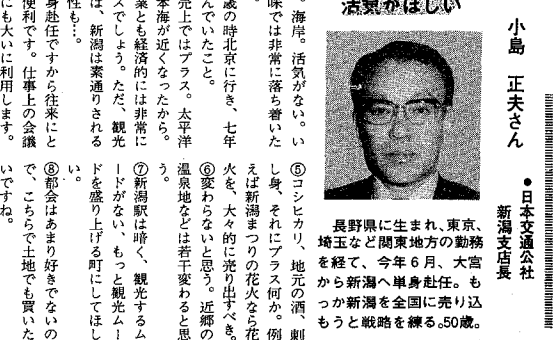 活気がほしい
小島 正夫さん
●日本交通公社
新潟支店長
長野県に生まれ、東京、
埼玉など関東地方の勤務
を経て、今年6月、大宮
から新潟へ単身赴任。も
っか新潟を全国に売り込
もうと戦略を練る。50歳。
。海岸。活気がない。い
味では非常に落ち着いた
歳の時北京に行き、七年
んでいたこと。
売上ではプラス。太平洋
本海が近くなったから。
業とも経済的には非常に
スでしょう。ただ、観光
は、新潟は素通りされる
性も…。
身赴任ですから往来にと
便利です。仕事上の会議
にも大いに利用します。
⑤コシヒカリ、地元の酒、刺
し身、それにプラス何か。例
えば新潟まつりの花火なら花
火を、大々的に売り出すべき。
⑥変わらないと思う。近郷の
温泉地などは若干変わると思
う。
⑦新潟駅は暗く、観光するム
ードがない、もっと観光ムー
ドを盛り上げる町にしてほし
い。
⑧都会はあまり好きでないの
で、こちらで土地でも買いた
いですね。